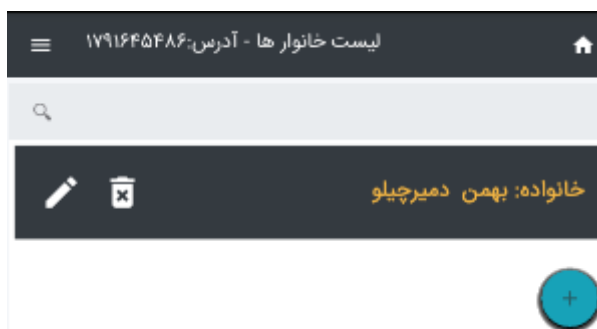 لیست خانوار ها - آدرس:۱۷۹۱۶۴۵۴۸۶
خانواده: بهمن دمیرچیلو
+